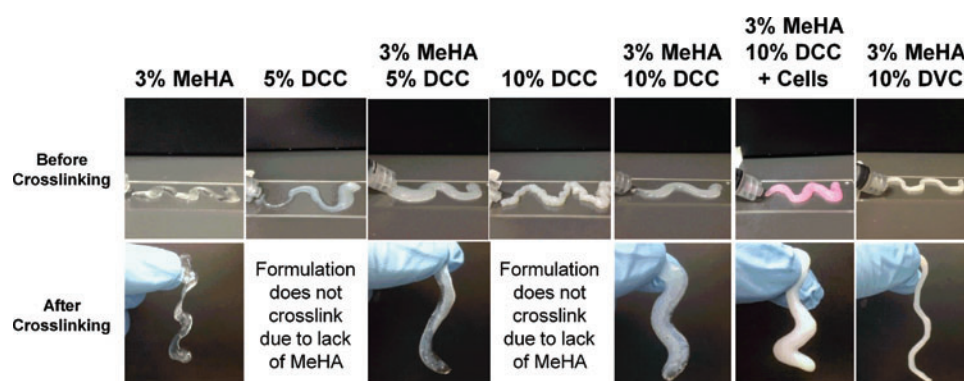 3% MeHA
5% DCC
3% MeHA
5% DCC
10% DCC
3% MeHA
10% DCC
3% MeHA
10% DCC
+ Cells
3% MeHA
10% DVC
Before
Crosslinking
After
Crosslinking
Formulation
does not
crosslink
due to lack
of MeHA
Formulation
does not
crosslink
due to lack
of MeHA